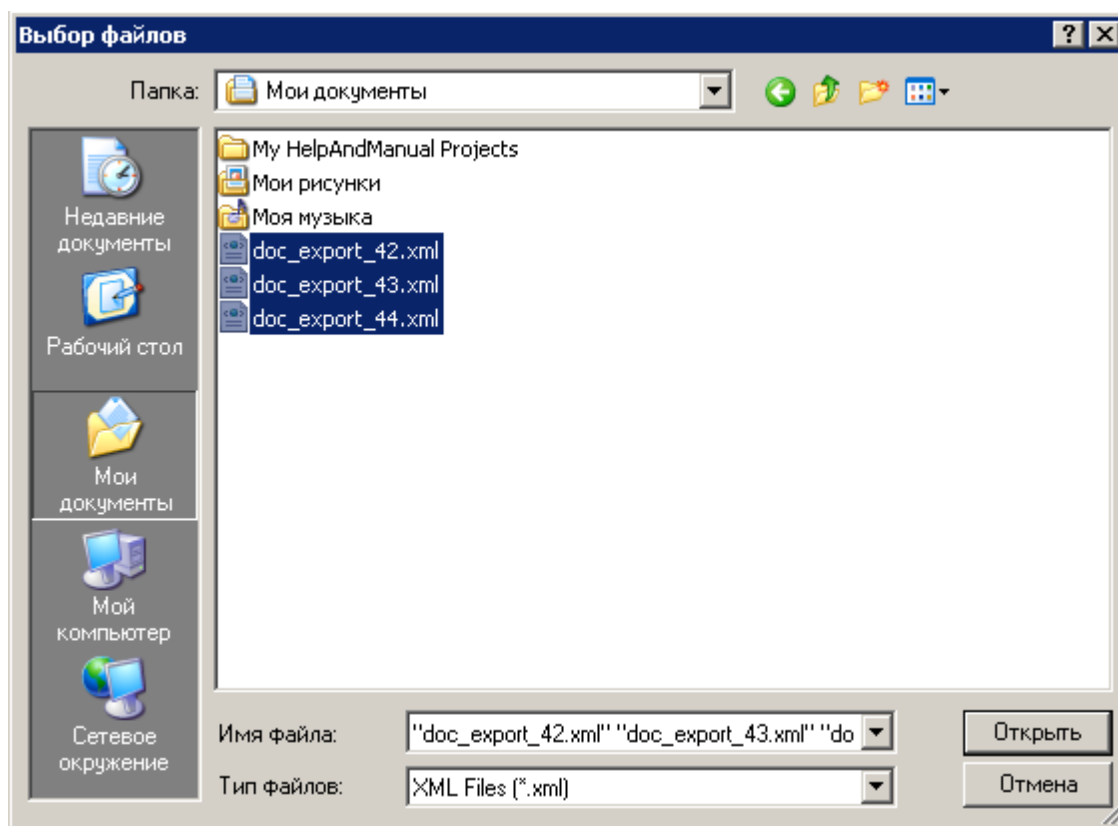 Выбор файлов
?
Папка:
Мои документы
My HelpAndManual Projects
Мои рисунки
Моя музыка
doc_export_42.xml
doc_export_43.xml
doc_export_44.xml
Недавние
документы
Рабочий стол
Мои
документы
Мой
компьютер
Сетевое
окружение
Имя файла:
"doc_export_42.xml" "doc_export_43.xml" "do
Открыть
Тип файлов:
XML Files (*.xml)
Отмена